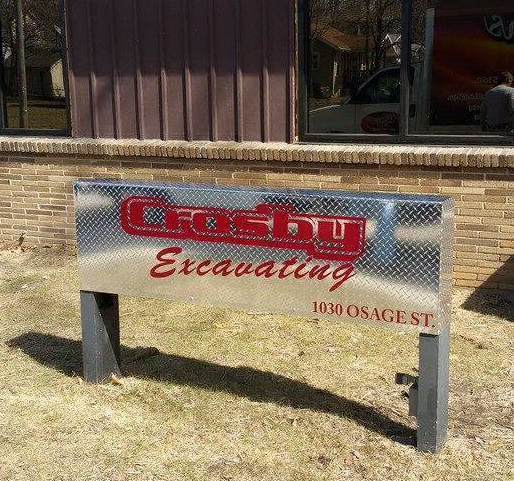 Crosby
Excavating
1030 OSAGE ST.